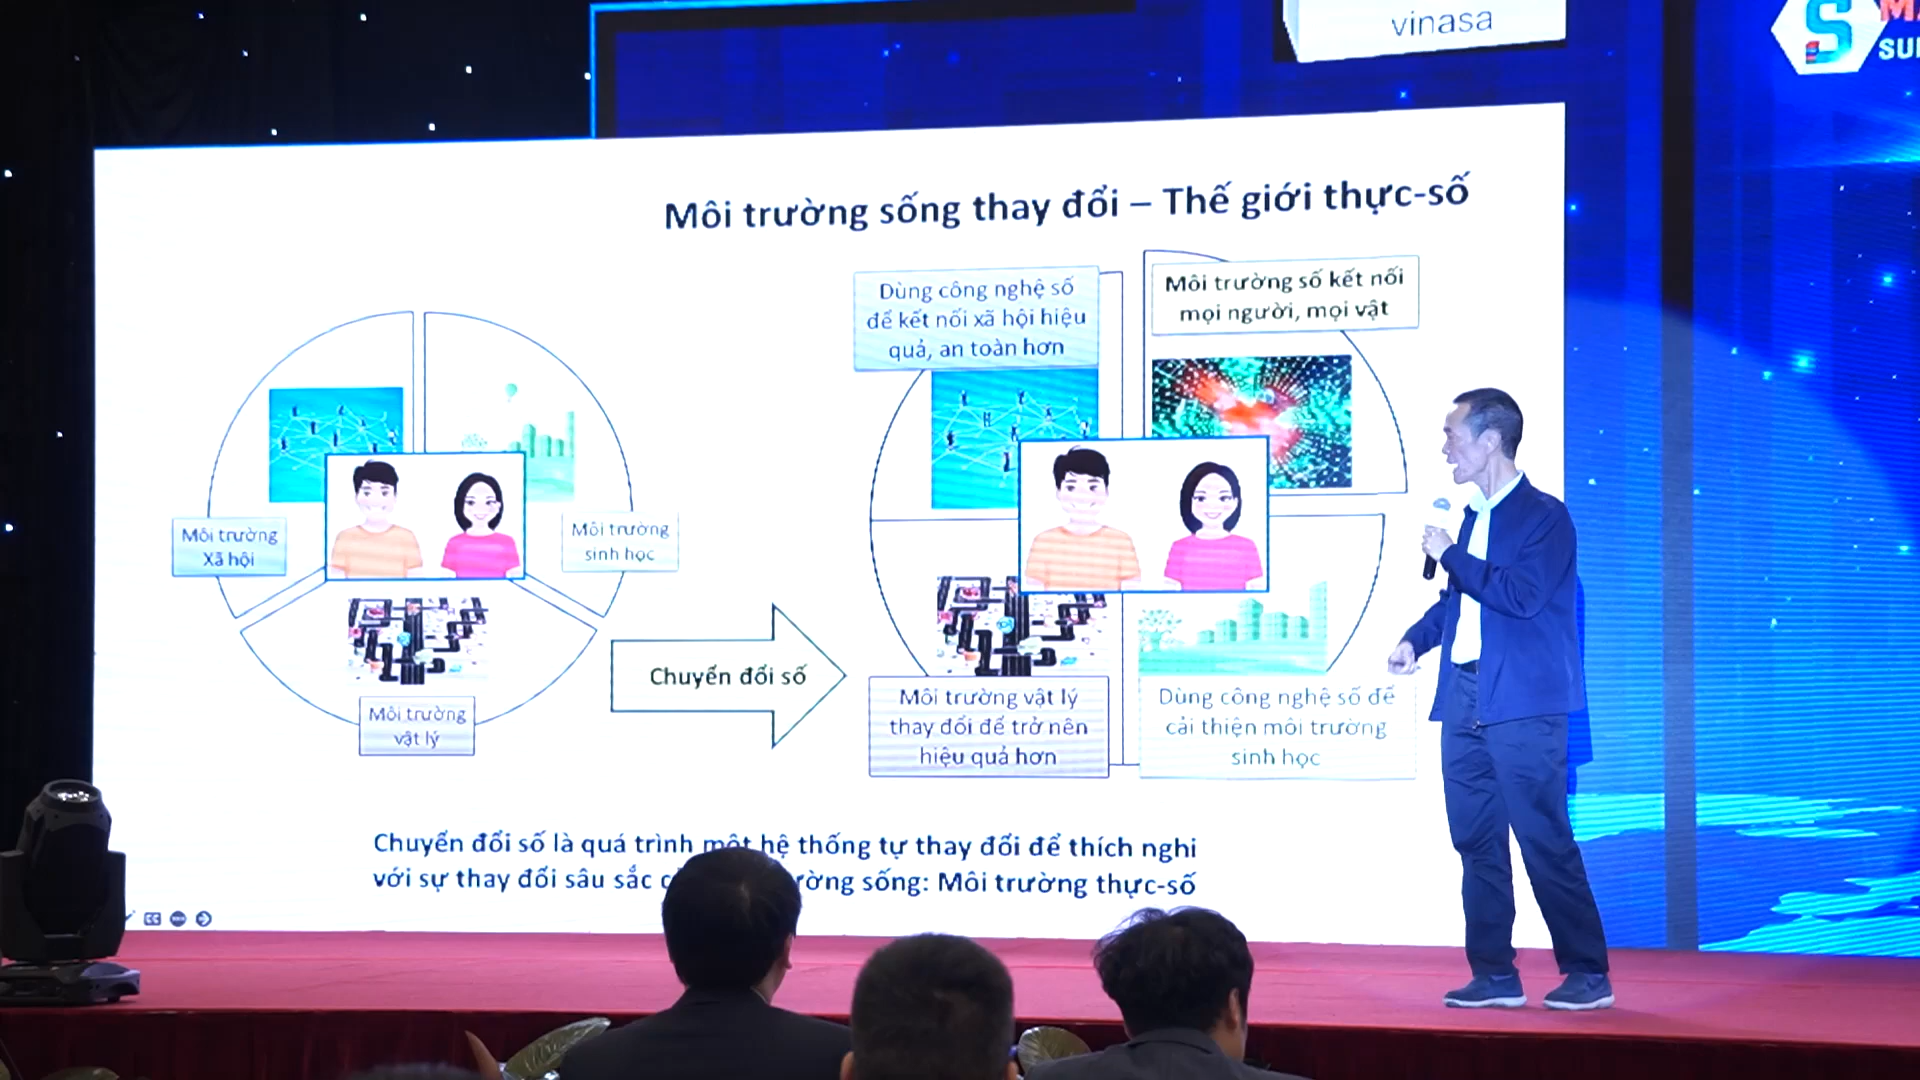 vinasa
S
SU
Môi trường sống thay đổi – Thế giới thực-số
Môi trường
Xã hội
Môi trường
sinh học
Môi trường
vật lý
Chuyển đổi số
Dùng công nghệ số
để kết nối xã hội hiệu
quả, an toàn hơn
Môi trường số kết nối
mọi người, mọi vật
Môi trường vật lý
thay đổi để trở nên
hiệu quả hơn
Dùng công nghệ số để
cải thiện môi trường
sinh học
Chuyển đổi số là quá trình một hệ thống tự thay đổi để thích nghi
với sự thay đổi sâu sắc sống: Môi trường thực-số